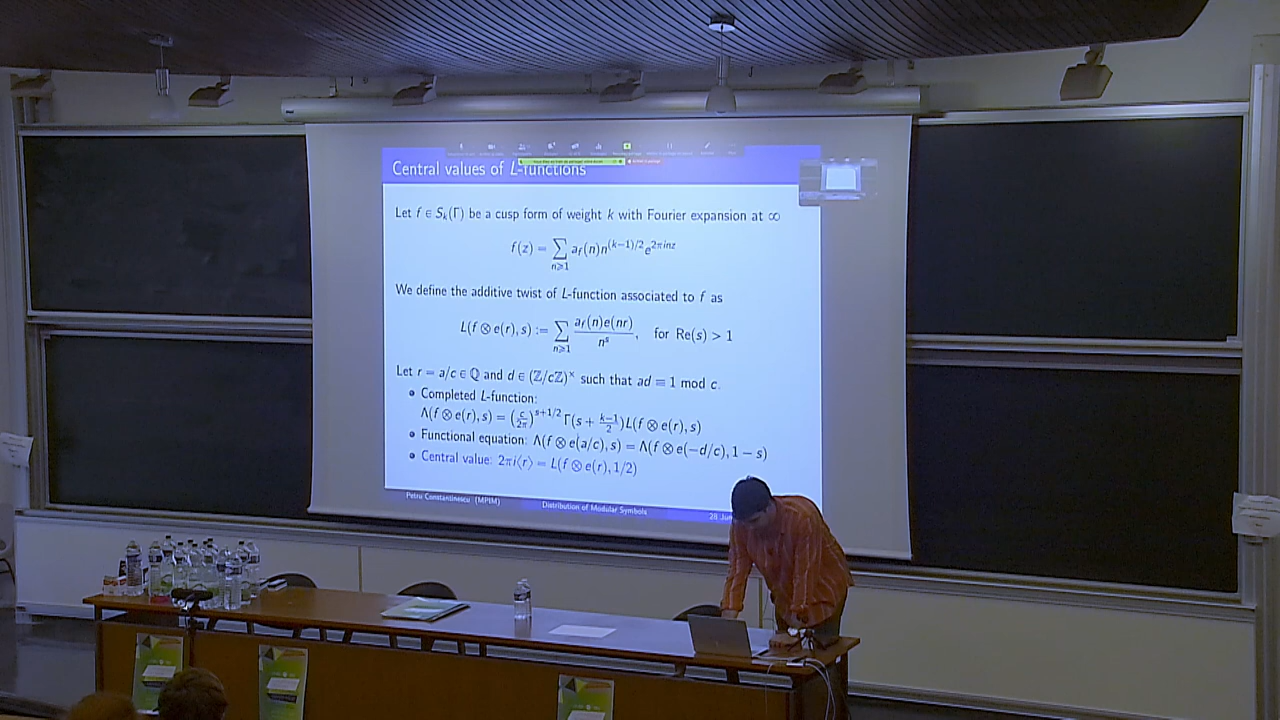 Central values of L-functions
Let f ∈ S_k(Γ) be a cusp form of weight k with Fourier expansion at ∞
f(z) = ∑_{n⩾1} a_f(n)n^{(k−1)/2}e^{2πinz}
We define the additive twist of L-function associated to f as
L(f ⊗ e(r), s) := ∑_{n⩾1} a_f(n)e(nr)/n^s, for Re(s) > 1
Let r = a/c ∈ ℚ and d ∈ (ℤ/cℤ)^× such that ad ≡ 1 mod c.
• Completed L-function:
Λ(f ⊗ e(r), s) = (c/2π)^{s+1/2} Γ(s + (k−1)/2)L(f ⊗ e(r), s)
• Functional equation: Λ(f ⊗ e(a/c), s) = Λ(f ⊗ e(−d/c), 1 − s)
• Central value: 2πi⟨r⟩ = L(f ⊗ e(r), 1/2)
Petru Constantinescu (MPIM) Distribution of Modular Symbols 28